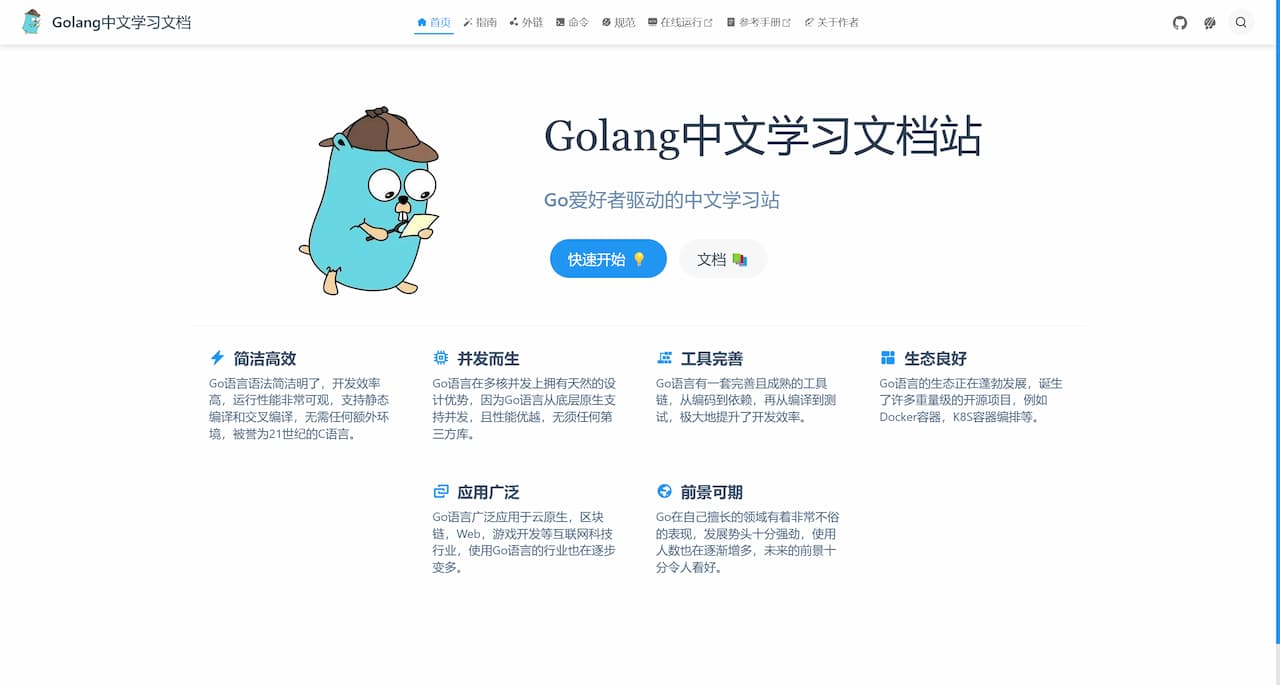 Golang中文学习文档
首页 指南 外链 命令 规范 在线运行 参考手册 关于作者
Golang中文学习文档站
Go爱好者驱动的中文学习站
快速开始 💡 文档 📚
简洁高效
Go语言语法简洁明了，开发效率
高，运行性能非常可观，支持静态
编译和交叉编译，无需任何额外环
境，被誉为21世纪的C语言。
并发而生
Go语言在多核并发上拥有天然的设
计优势，因为Go语言从底层原生支
持并发，且性能优越，无须任何第
三方库。
工具完善
Go语言有一套完善且成熟的工具
链，从编码到依赖，再从编译到测
试，极大地提升了开发效率。
生态良好
Go语言的生态正在蓬勃发展，诞生
了许多重量级的开源项目，例如
Docker容器，K8S容器编排等。
应用广泛
Go语言广泛应用于云原生，区块
链，Web，游戏开发等互联网科技
行业，使用Go语言的行业也在逐步
变多。
前景可期
Go在自己擅长的领域有着非常不俗
的表现，发展势头十分强劲，使用
人数也在逐渐增多，未来的前景十
分令人看好。